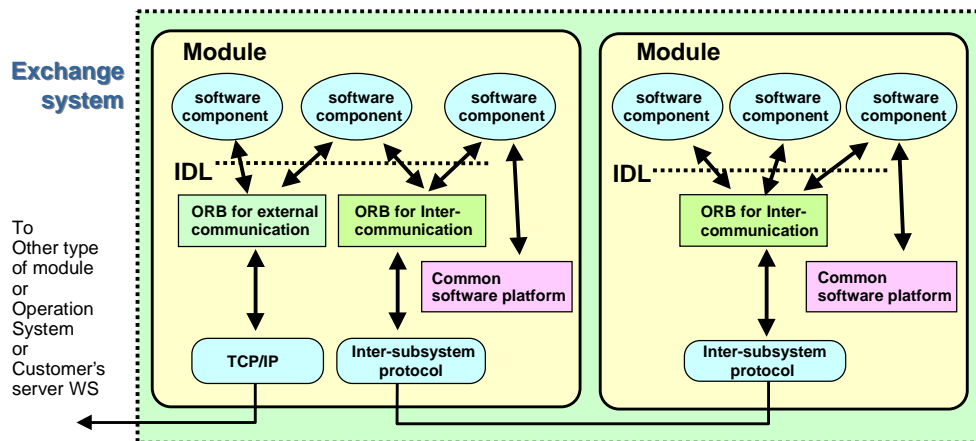 Exchange
system
Module
software
component
software
component
software
component
IDL
ORB for external
communication
ORB for Inter-
communication
Common
software platform
TCP/IP
Inter-subsystem
protocol
Module
software
component
software
component
software
component
IDL
ORB for Inter-
communication
Common
software platform
Inter-subsystem
protocol
To
Other type
of module
or
Operation
System
or
Customer's
server WS